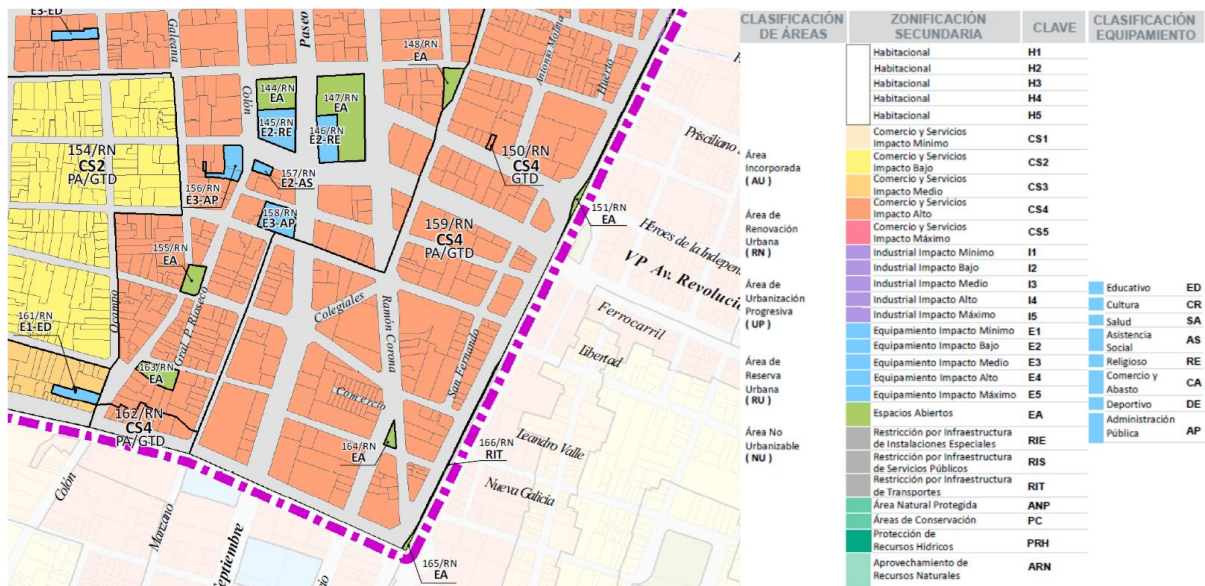 E3-ED
Galeana
Paseo
148/RN
EA
Antonio Molina
Huerto
144/RN
EA
147/RN
EA
Colón
145/RN
E2-RE
146/RN
E2-RE
154/RN
CS2
PA/GTD
150/RN
CS4
GTD
Prisciliano
157/RN
E2-AS
156/RN
E3-AP
158/RN
E3-AP
151/RN
EA
159/RN
CS4
PA/GTD
Héroes de la Indepen
VP Av. Revoluci
155/RN
EA
Ocampo
Gral. P. Rioseco
Colegiales
Ramón Corona
San Fernando
Ferrocarril
Libertad
161/RN
E1-ED
163/RN
EA
Comercio
162/RN
CS4
PA/GTD
164/RN
EA
166/RN
RIT
Leandro Valle
Nueva Galicia
Colón
Manzano
eptiembre
165/RN
EA
CLASIFICACIÓN
DE ÁREAS
Área
Incorporada
( AU )
Área de
Renovación
Urbana
( RN )
Área de
Urbanización
Progresiva
( UP )
Área de
Reserva
Urbana
( RU )
Área No
Urbanizable
( NU )
ZONIFICACIÓN
SECUNDARIA
CLAVE
Habitacional H1
Habitacional H2
Habitacional H3
Habitacional H4
Habitacional H5
Comercio y Servicios
Impacto Mínimo CS1
Comercio y Servicios
Impacto Bajo CS2
Comercio y Servicios
Impacto Medio CS3
Comercio y Servicios
Impacto Alto CS4
Comercio y Servicios
Impacto Máximo CS5
Industrial Impacto Mínimo I1
Industrial Impacto Bajo I2
Industrial Impacto Medio I3
Industrial Impacto Alto I4
Industrial Impacto Máximo I5
Equipamiento Impacto Mínimo E1
Equipamiento Impacto Bajo E2
Equipamiento Impacto Medio E3
Equipamiento Impacto Alto E4
Equipamiento Impacto Máximo E5
Espacios Abiertos EA
Restricción por Infraestructura
de Instalaciones Especiales RIE
Restricción por Infraestructura
de Servicios Públicos RIS
Restricción por Infraestructura
de Transportes RIT
Área Natural Protegida ANP
Áreas de Conservación PC
Protección de
Recursos Hídricos PRH
Aprovechamiento de
Recursos Naturales ARN
CLASIFICACIÓN
EQUIPAMIENTO
Educativo ED
Cultura CR
Salud SA
Asistencia
Social AS
Religioso RE
Comercio y
Abasto CA
Deportivo DE
Administración
Pública AP